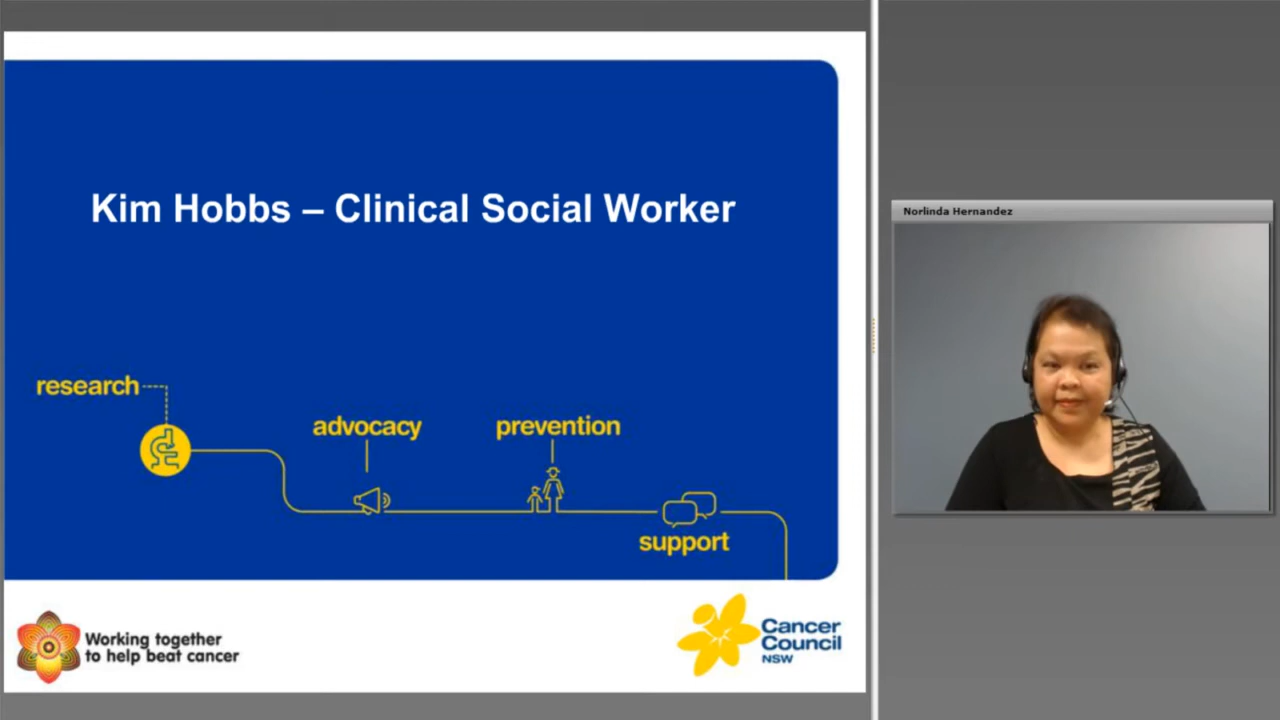 Kim Hobbs – Clinical Social Worker
research
advocacy
prevention
support
Working together
to help beat cancer
Cancer
Council
NSW
Norlinda Hernandez